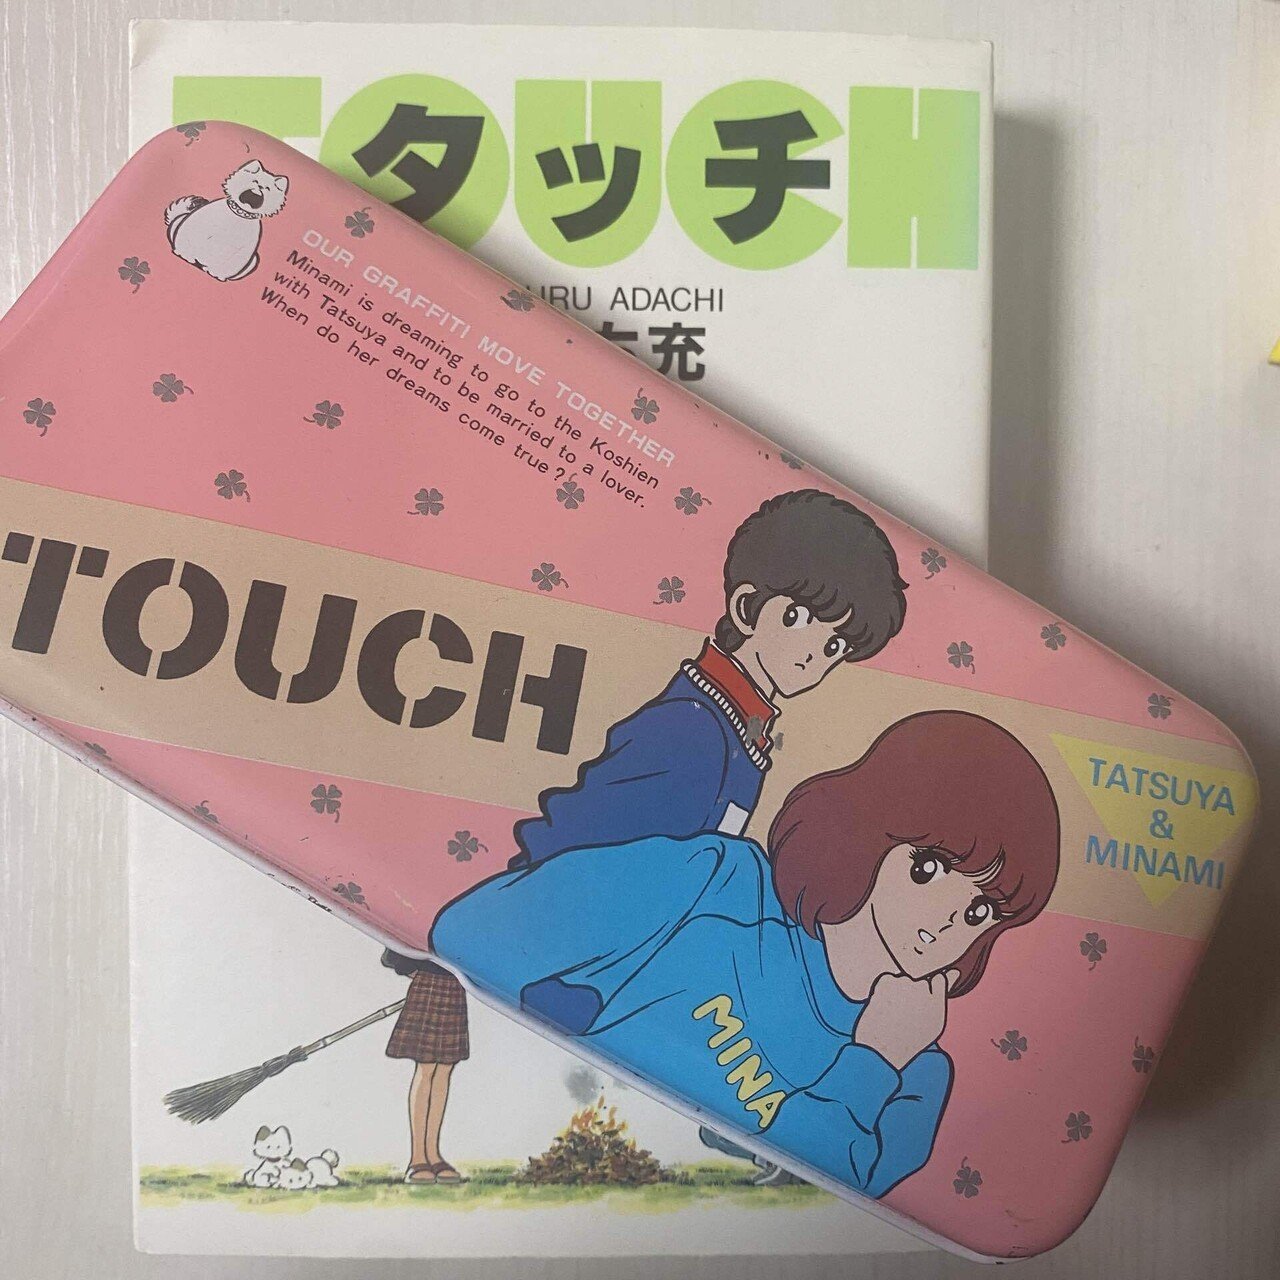 TOUCH
タッチ
URU ADACHI
充
OUR GRAFFITI MOVE TOGETHER
Minami is dreaming to go to the Koshien
with Tatsuya and to be married to a lover.
When do her dreams come true?
TOUCH
TATSUYA
&
MINAMI
MINA